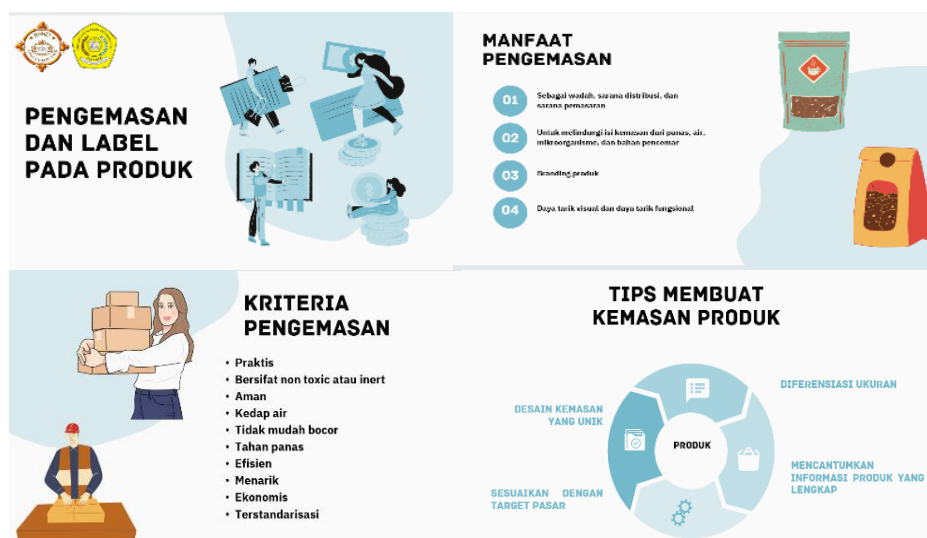 PENGEMASAN
DAN LABEL
PADA PRODUK
MANFAAT
PENGEMASAN
01
Sebagai wadah, sarana distribusi, dan
sarana pemasaran
02
Untuk melindungi isi kemasan dari panas, air,
mikroorganisme, dan bahan pencemar
03
Branding produk
04
Daya tarik visual dan daya tarik fungsional
KRITERIA
PENGEMASAN
• Praktis
• Bersifat non toxic atau inert
• Aman
• Kedap air
• Tidak mudah bocor
• Tahan panas
• Efisien
• Menarik
• Ekonomis
• Terstandarisasi
TIPS MEMBUAT
KEMASAN PRODUK
DIFERENSIASI UKURAN
DESAIN KEMASAN
YANG UNIK
PRODUK
MENCANTUMKAN
INFORMASI PRODUK YANG
LENGKAP
SESUAIKAN DENGAN
TARGET PASAR